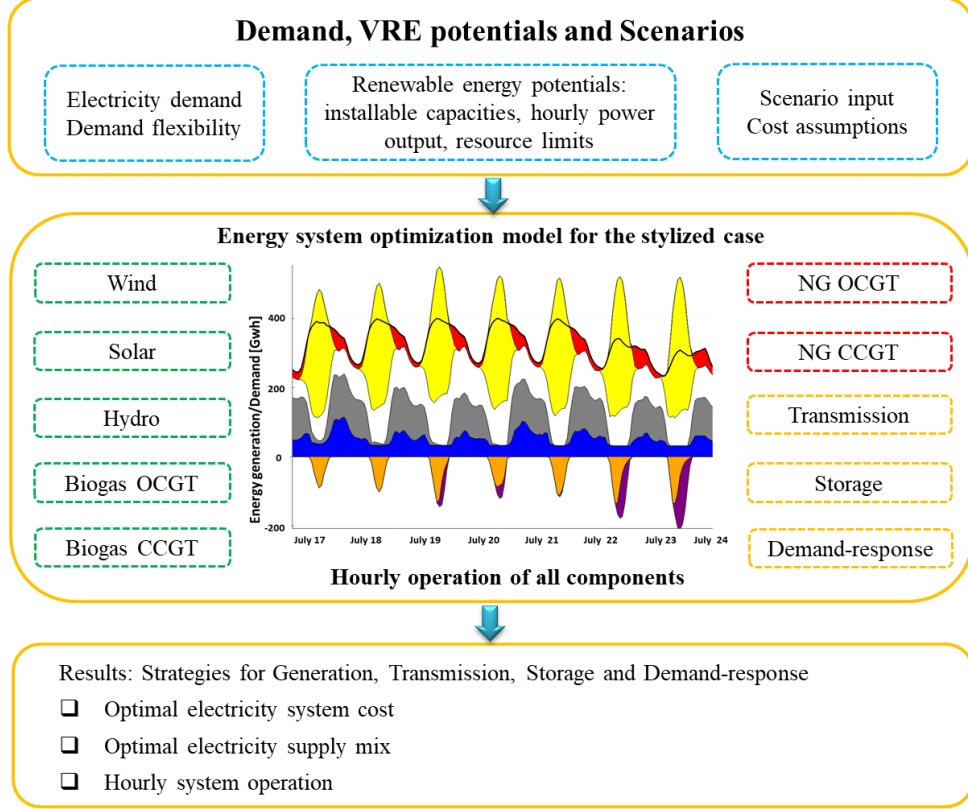 Demand, VRE potentials and Scenarios
Electricity demand
Demand flexibility
Renewable energy potentials:
installable capacities, hourly power
output, resource limits
Scenario input
Cost assumptions
Energy system optimization model for the stylized case
Wind
Solar
Hydro
Biogas OCGT
Biogas CCGT
Energy generation/Demand [Gwh]
400
200
0
-200
July 17
July 18
July 19
July 20
July 21
July 22
July 23
July 24
Hourly operation of all components
NG OCGT
NG CCGT
Transmission
Storage
Demand-response
Results: Strategies for Generation, Transmission, Storage and Demand-response
❑ Optimal electricity system cost
❑ Optimal electricity supply mix
❑ Hourly system operation